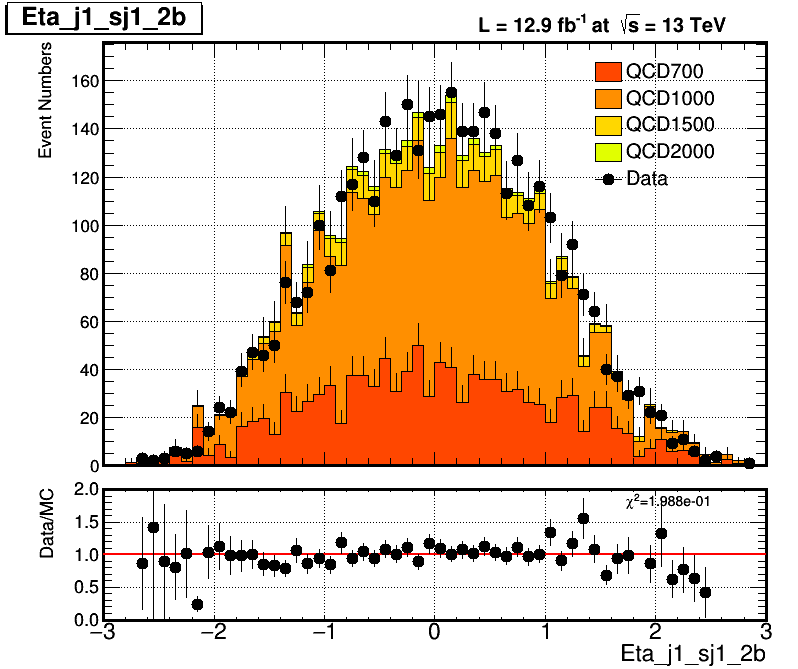 Eta_j1_sj1_2b
L = 12.9 fb⁻¹ at √s = 13 TeV
Event Numbers
160
140
120
100
80
60
40
20
0
QCD700
QCD1000
QCD1500
QCD2000
Data
Data/MC
2.0
1.5
1.0
0.5
0.0
χ²=1.988e-01
−3 −2 −1 0 1 2 3
Eta_j1_sj1_2b